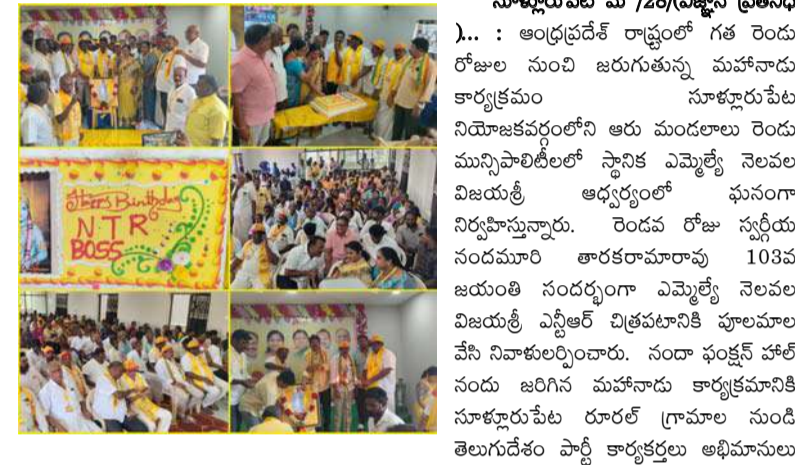 Happy Birthday
NTR
BOSS
సూళ్లూరుపేట మే /28/(విజ్ఞాన ప్రతినిధి
)... : ఆంధ్రప్రదేశ్ రాష్ట్రంలో గత రెండు
రోజుల నుంచి జరుగుతున్న మహానాడు
కార్యక్రమం సూళ్లూరుపేట
నియోజకవర్గంలోని ఆరు మండలాలు రెండు
మున్సిపాలిటీలలో స్థానిక ఎమ్మెల్యే నెలవల
విజయశ్రీ ఆధ్వర్యంలో ఘనంగా
నిర్వహిస్తున్నారు. రెండవ రోజు స్వర్గీయ
నందమూరి తారకరామారావు 103వ
జయంతి సందర్భంగా ఎమ్మెల్యే నెలవల
విజయశ్రీ ఎన్టీఆర్ చిత్రపటానికి పూలమాల
వేసి నివాళులర్పించారు. నందా ఫంక్షన్ హాల్
నందు జరిగిన మహానాడు కార్యక్రమానికి
సూళ్లూరుపేట రూరల్ గ్రామాల నుండి
తెలుగుదేశం పార్టీ కార్యకర్తలు అభిమానులు